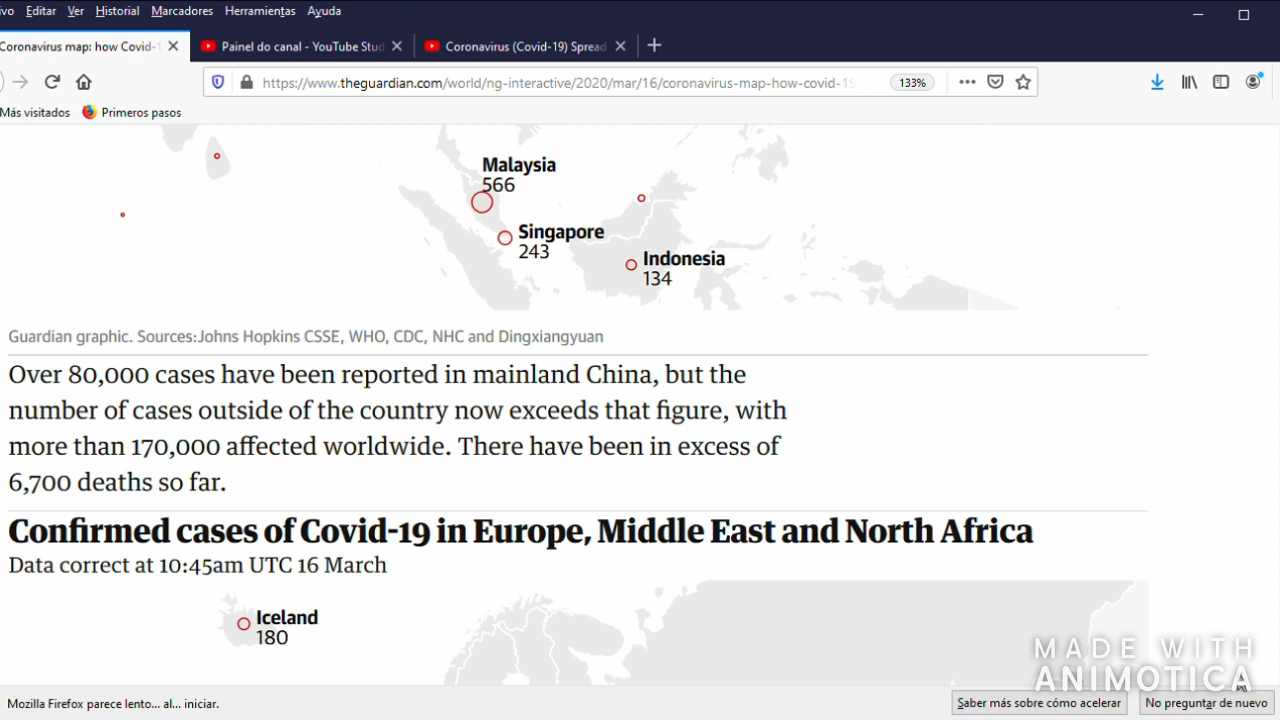 ivo Editar Ver Historial Marcadores Herramientas Ayuda
Coronavirus map: how Covid-1 Painel do canal - YouTube Stud Coronavirus (Covid-19) Spread
https://www.theguardian.com/world/ng-interactive/2020/mar/16/coronavirus-map-how-covid-19 133%
Más visitados Primeros pasos
Malaysia
566
Singapore
243
Indonesia
134
Guardian graphic. Sources:Johns Hopkins CSSE, WHO, CDC, NHC and Dingxiangyuan
Over 80,000 cases have been reported in mainland China, but the
number of cases outside of the country now exceeds that figure, with
more than 170,000 affected worldwide. There have been in excess of
6,700 deaths so far.
Confirmed cases of Covid-19 in Europe, Middle East and North Africa
Data correct at 10:45am UTC 16 March
Iceland
180
MADE WITH
ANIMOTICA
Mozilla Firefox parece lento... al... iniciar. Saber más sobre cómo acelerar No preguntar de nuevo